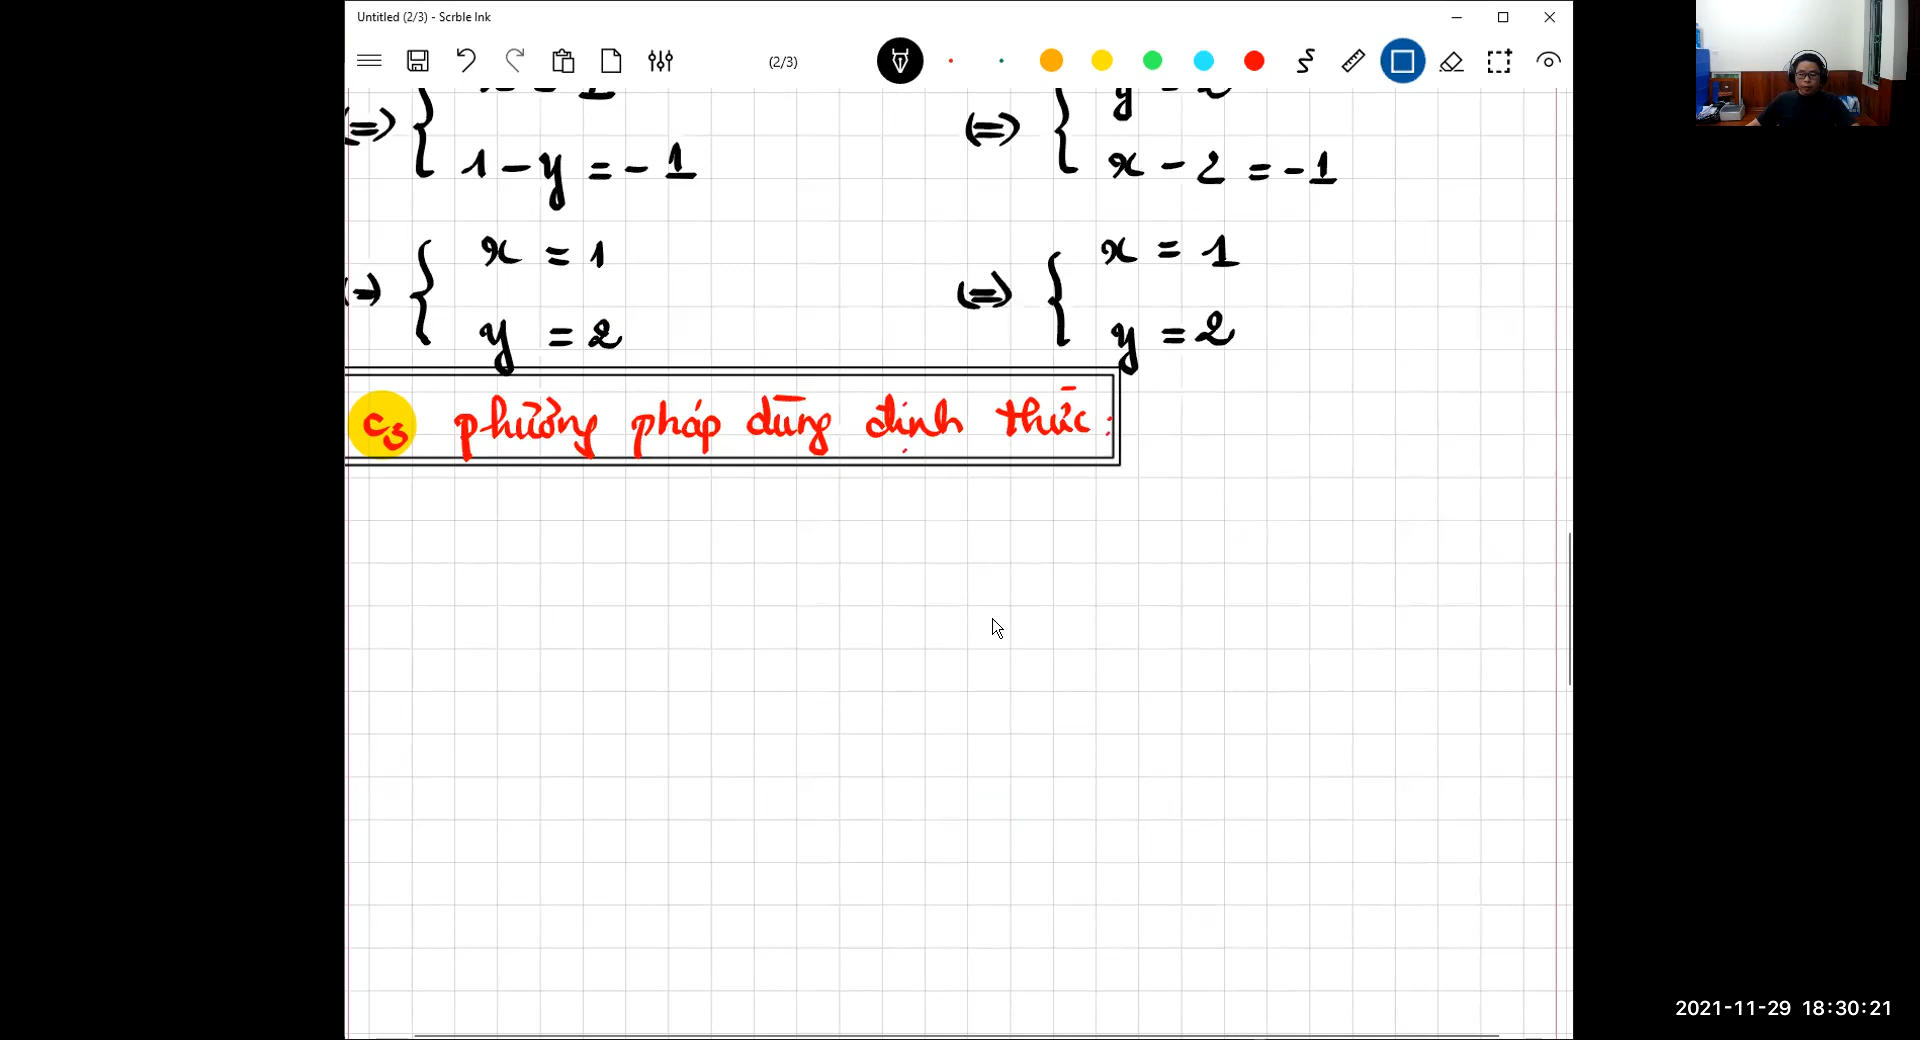 Untitled (2/3) - Scrble Ink
(2/3)
1 - y = - 1
x - 2 = - 1
(=) { x = 1
y = 2
(=) { x = 1
y = 2
C3 phương pháp dùng định thức:
2021-11-29 18:30:21